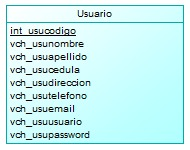 Usuario
int_usucodigo
vch_usunombre
vch_usuapellido
vch_usucedula
vch_usudireccion
vch_usutelefono
vch_usuemail
vch_usuusuario
vch_usupassword